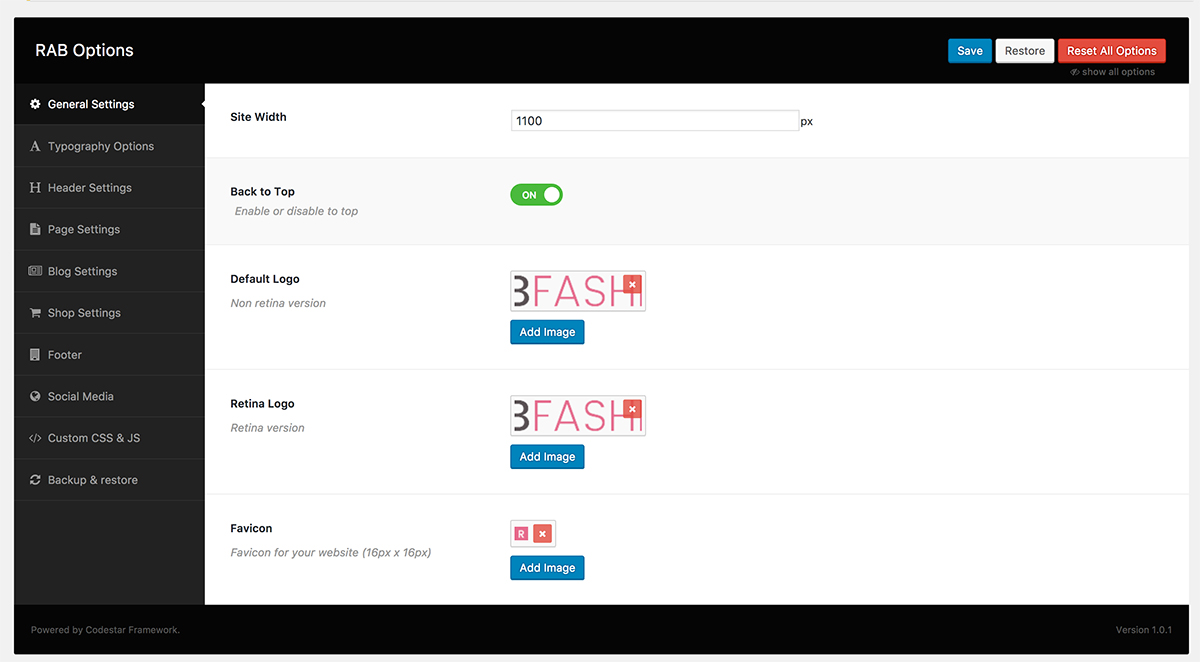 RAB Options
Save
Restore
Reset All Options
show all options
General Settings
Typography Options
Header Settings
Page Settings
Blog Settings
Shop Settings
Footer
Social Media
Custom CSS & JS
Backup & restore
Site Width
1100 px
Back to Top
ON
Enable or disable to top
Default Logo
Non retina version
3FASH
Add Image
Retina Logo
Retina version
3FASH
Add Image
Favicon
Favicon for your website (16px x 16px)
R
Add Image
Powered by Codestar Framework.
Version 1.0.1